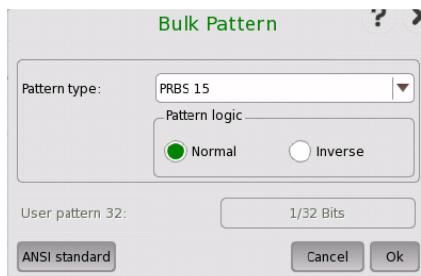 Bulk Pattern ?
Pattern type: PRBS 15
Pattern logic
Normal Inverse
User pattern 32: 1/32 Bits
ANSI standard Cancel Ok